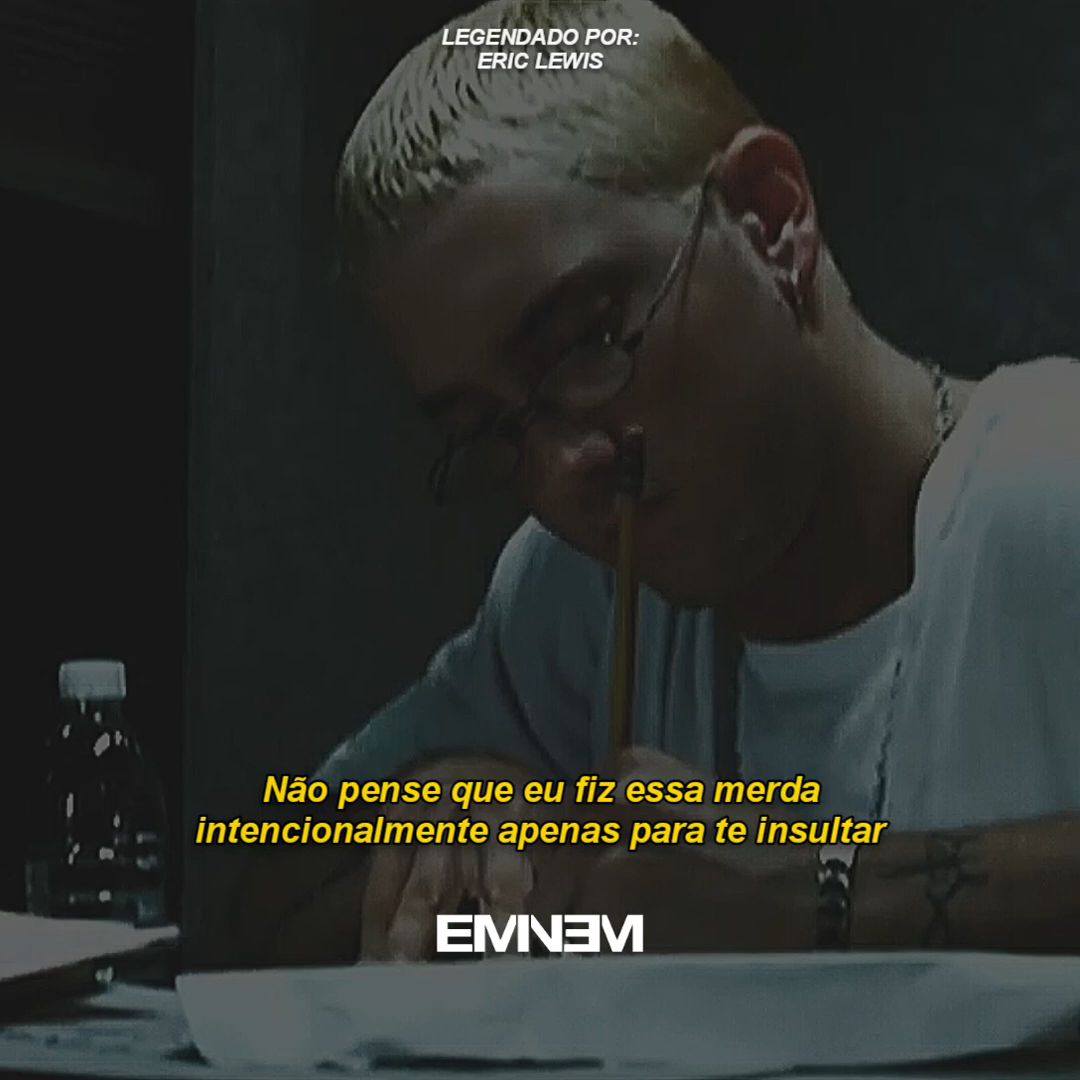 LEGENDADO POR:
ERIC LEWIS
Não pense que eu fiz essa merda
intencionalmente apenas para te insultar
EMINEM